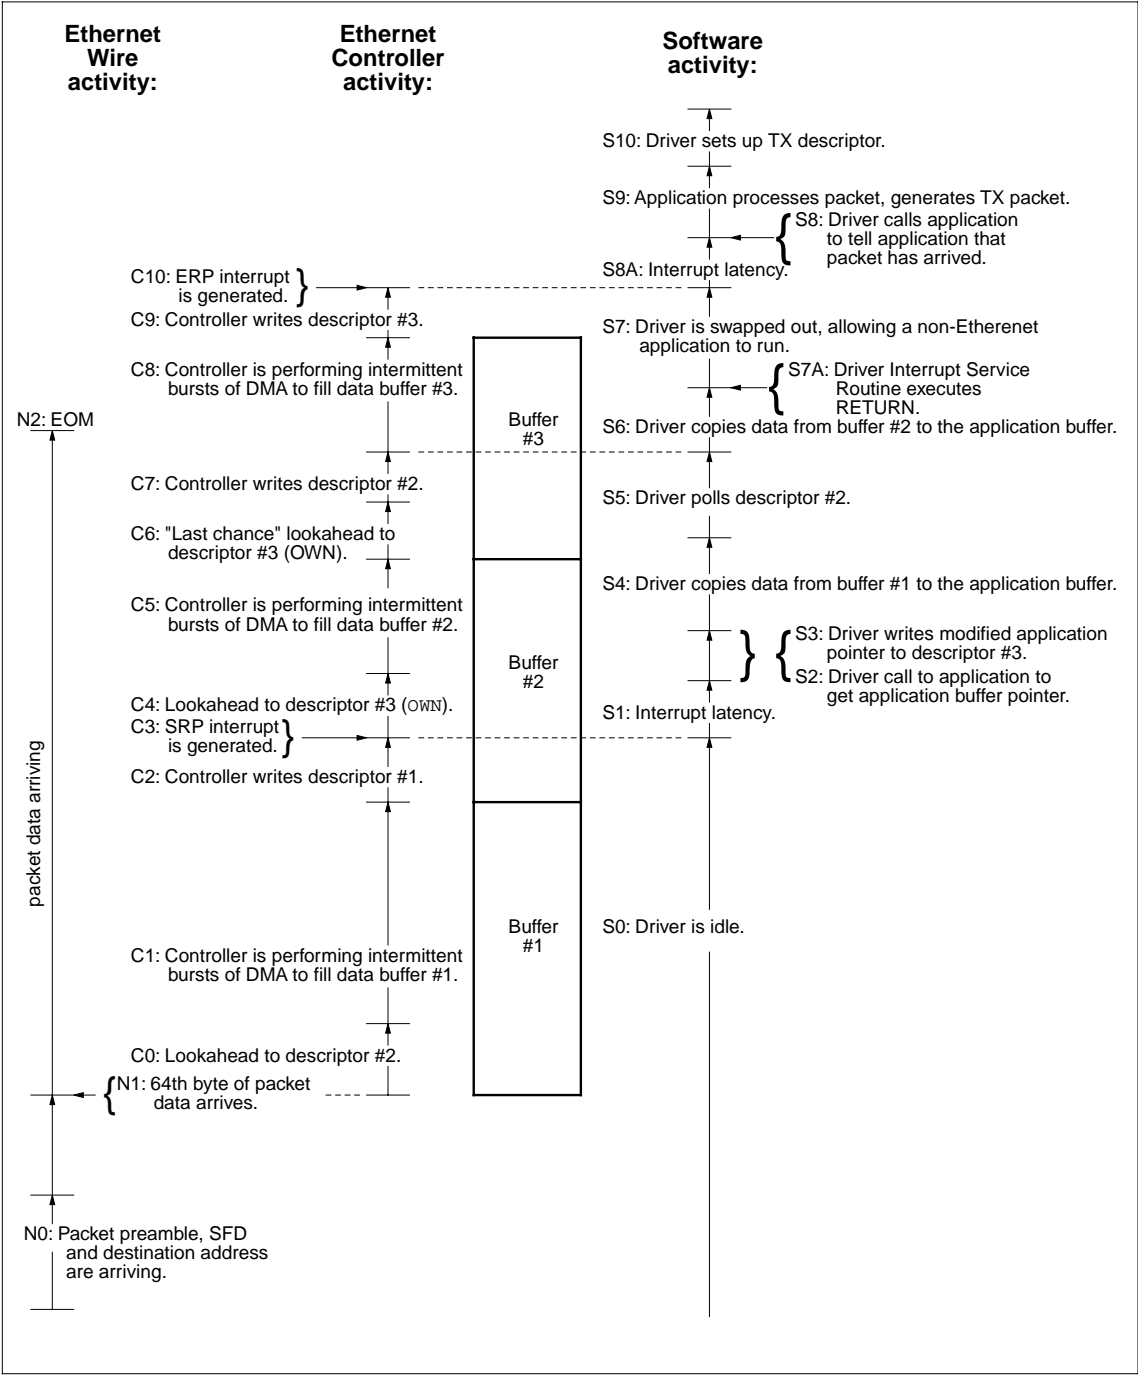 Ethernet
Wire
activity:
Ethernet
Controller
activity:
Software
activity:
S10: Driver sets up TX descriptor.
S9: Application processes packet, generates TX packet.
S8: Driver calls application
to tell application that
packet has arrived.
S8A: Interrupt latency.
C10: ERP interrupt
is generated.
C9: Controller writes descriptor #3.
S7: Driver is swapped out, allowing a non-Etherenet
application to run.
C8: Controller is performing intermittent
bursts of DMA to fill data buffer #3.
S7A: Driver Interrupt Service
Routine executes
RETURN.
N2: EOM
Buffer
#3
S6: Driver copies data from buffer #2 to the application buffer.
C7: Controller writes descriptor #2.
S5: Driver polls descriptor #2.
C6: "Last chance" lookahead to
descriptor #3 (OWN).
S4: Driver copies data from buffer #1 to the application buffer.
C5: Controller is performing intermittent
bursts of DMA to fill data buffer #2.
S3: Driver writes modified application
pointer to descriptor #3.
Buffer
#2
S2: Driver call to application to
get application buffer pointer.
C4: Lookahead to descriptor #3 (OWN).
S1: Interrupt latency.
C3: SRP interrupt
is generated.
C2: Controller writes descriptor #1.
packet data arriving
Buffer
#1
S0: Driver is idle.
C1: Controller is performing intermittent
bursts of DMA to fill data buffer #1.
C0: Lookahead to descriptor #2.
N1: 64th byte of packet
data arrives.
N0: Packet preamble, SFD
and destination address
are arriving.